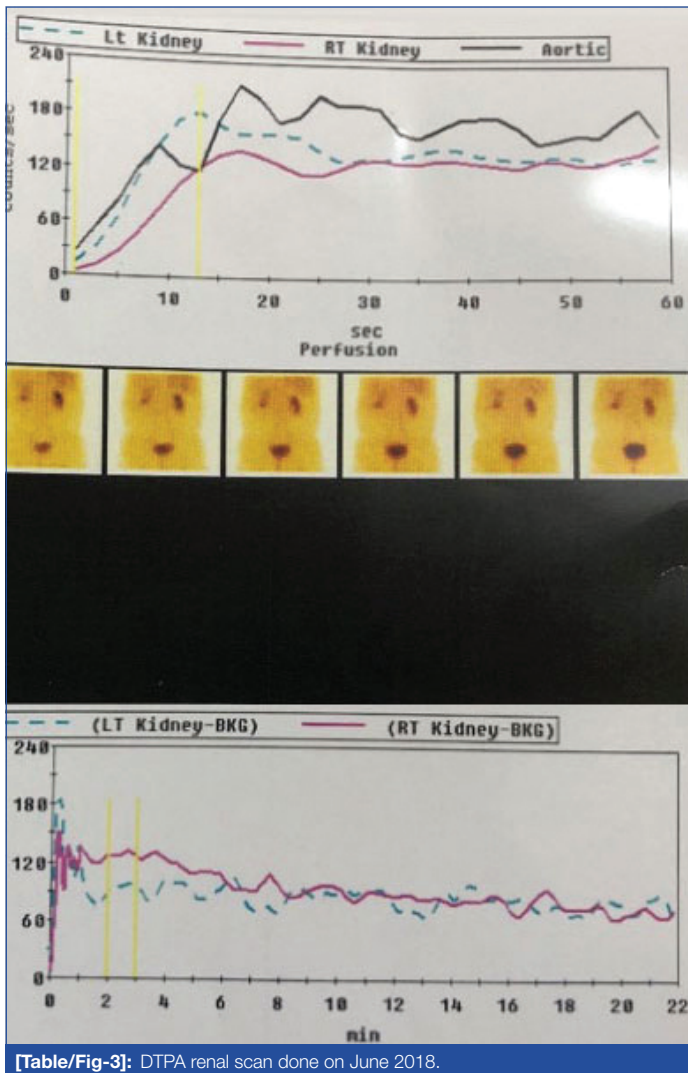 Lt Kidney RT Kidney Aortic
240
180
120
60
0
counts/sec
0 10 20 30 40 50 60
sec
Perfusion
(LT Kidney-BKG) (RT Kidney-BKG)
240
180
120
60
0
0 2 4 6 8 10 12 14 16 18 20 22
min
[Table/Fig-3]: DTPA renal scan done on June 2018.